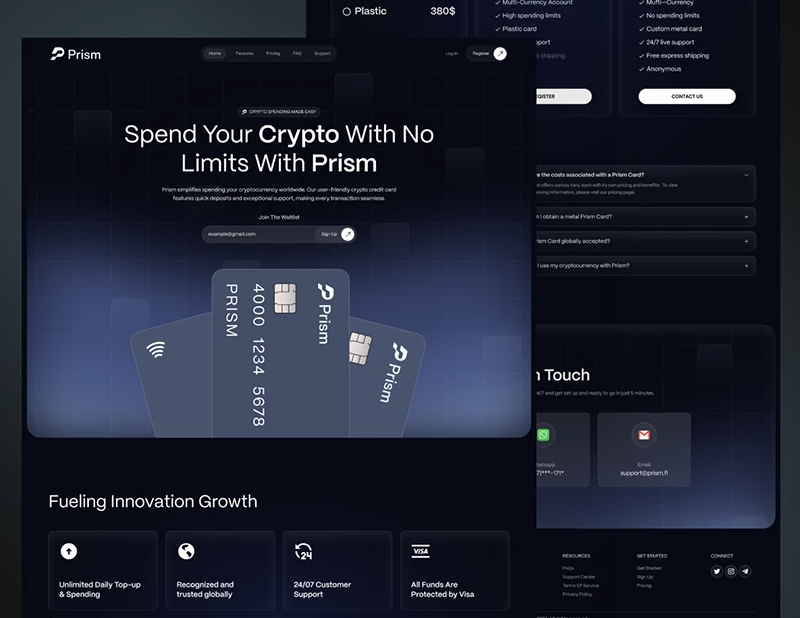 Prism
Home
Features
Pricing
FAQ
Support
Log in
Register
CRYPTO SPENDING MADE EASY
Spend Your Crypto With No
Limits With Prism
Prism simplifies spending your cryptocurrency worldwide. Our user-friendly crypto credit card
features quick deposits and exceptional support, making every transaction seamless.
Join The Waitlist
example@gmail.com
Sign Up
Prism
4000 1234 5678
PRISM
Prism
Fueling Innovation Growth
Unlimited Daily Top-up
& Spending
Recognized and
trusted globally
24
24/07 Customer
Support
VISA
All Funds Are
Protected by Visa
Plastic
380$
Multi-Currency Account
High spending limits
Plastic card
port
shipping
GISTER
Multi—Currency
No spending limits
Custom metal card
24/7 live support
Free express shipping
Anonymous
CONTACT US
e the costs associated with a Prism Card?
d offers various tiers, each with its own pricing and benefits- To view
icing information, please visit our pricing page.
I obtain a metal Prism Card?
ism Card globally accepted?
I use my cryptocurrency with Prism?
n Touch
4/7 and get set up and ready to go in just 5 minutes.
hatsapp
7)***-171*
Email
support@prism.fi
RESOURCES
FAQs
Support Center
Terms Of Service
Privacy Policy
GET STARTED
Get Started
Sign Up
Pricing
CONNECT